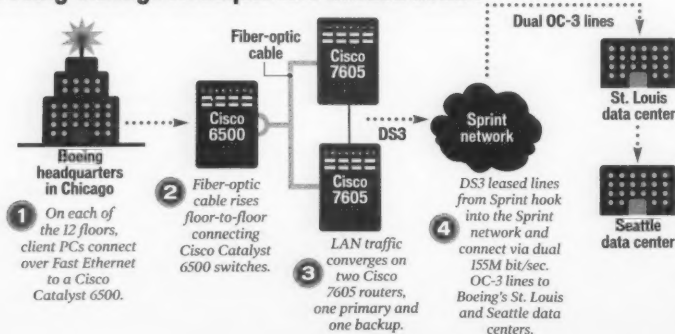 Dual OC-3 lines
Fiber-optic
cable
Cisco
7605
Cisco
6500
Cisco
7605
DS3
Sprint
network
St. Louis
data center
Seattle
data center
Boeing
headquarters
in Chicago
1 On each of
the 12 floors,
client PCs connect
over Fast Ethernet
to a Cisco
Catalyst 6500.
2 Fiber-optic
cable rises
floor-to-floor
connecting
Cisco Catalyst
6500 switches.
3 LAN traffic
converges on
two Cisco
7605 routers,
one primary and
one backup.
4 DS3 leased lines
from Sprint hook
into the Sprint
network and
connect via dual
155M bit/sec.
OC-3 lines to
Boeing's St. Louis
and Seattle data
centers.